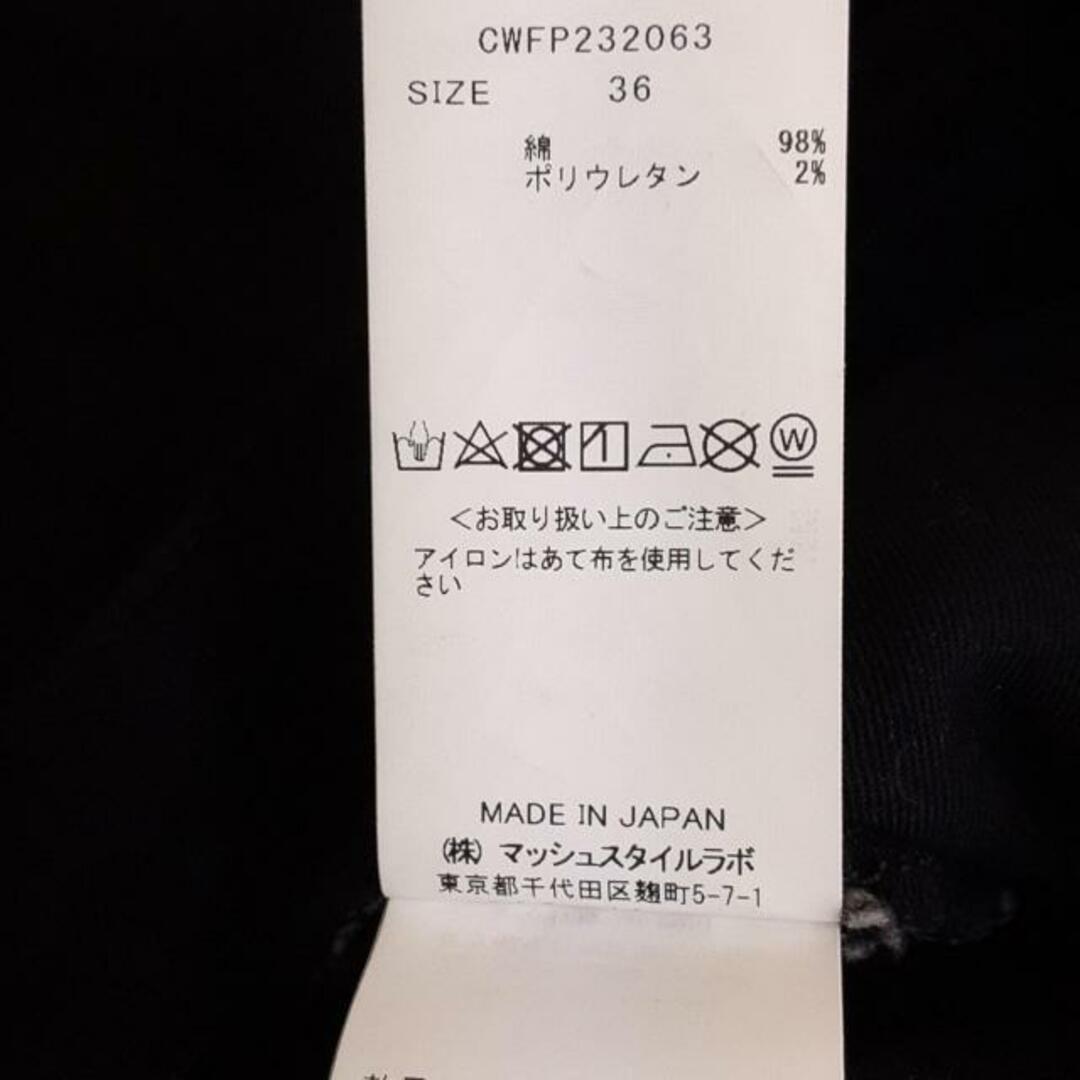 CWFP232063
SIZE 36
綿 98%
ポリウレタン 2%
W
<お取り扱い上のご注意>
アイロンはあて布を使用してくだ
さい
MADE IN JAPAN
(株) マッシュスタイルラボ
東京都千代田区麹町5-7-1